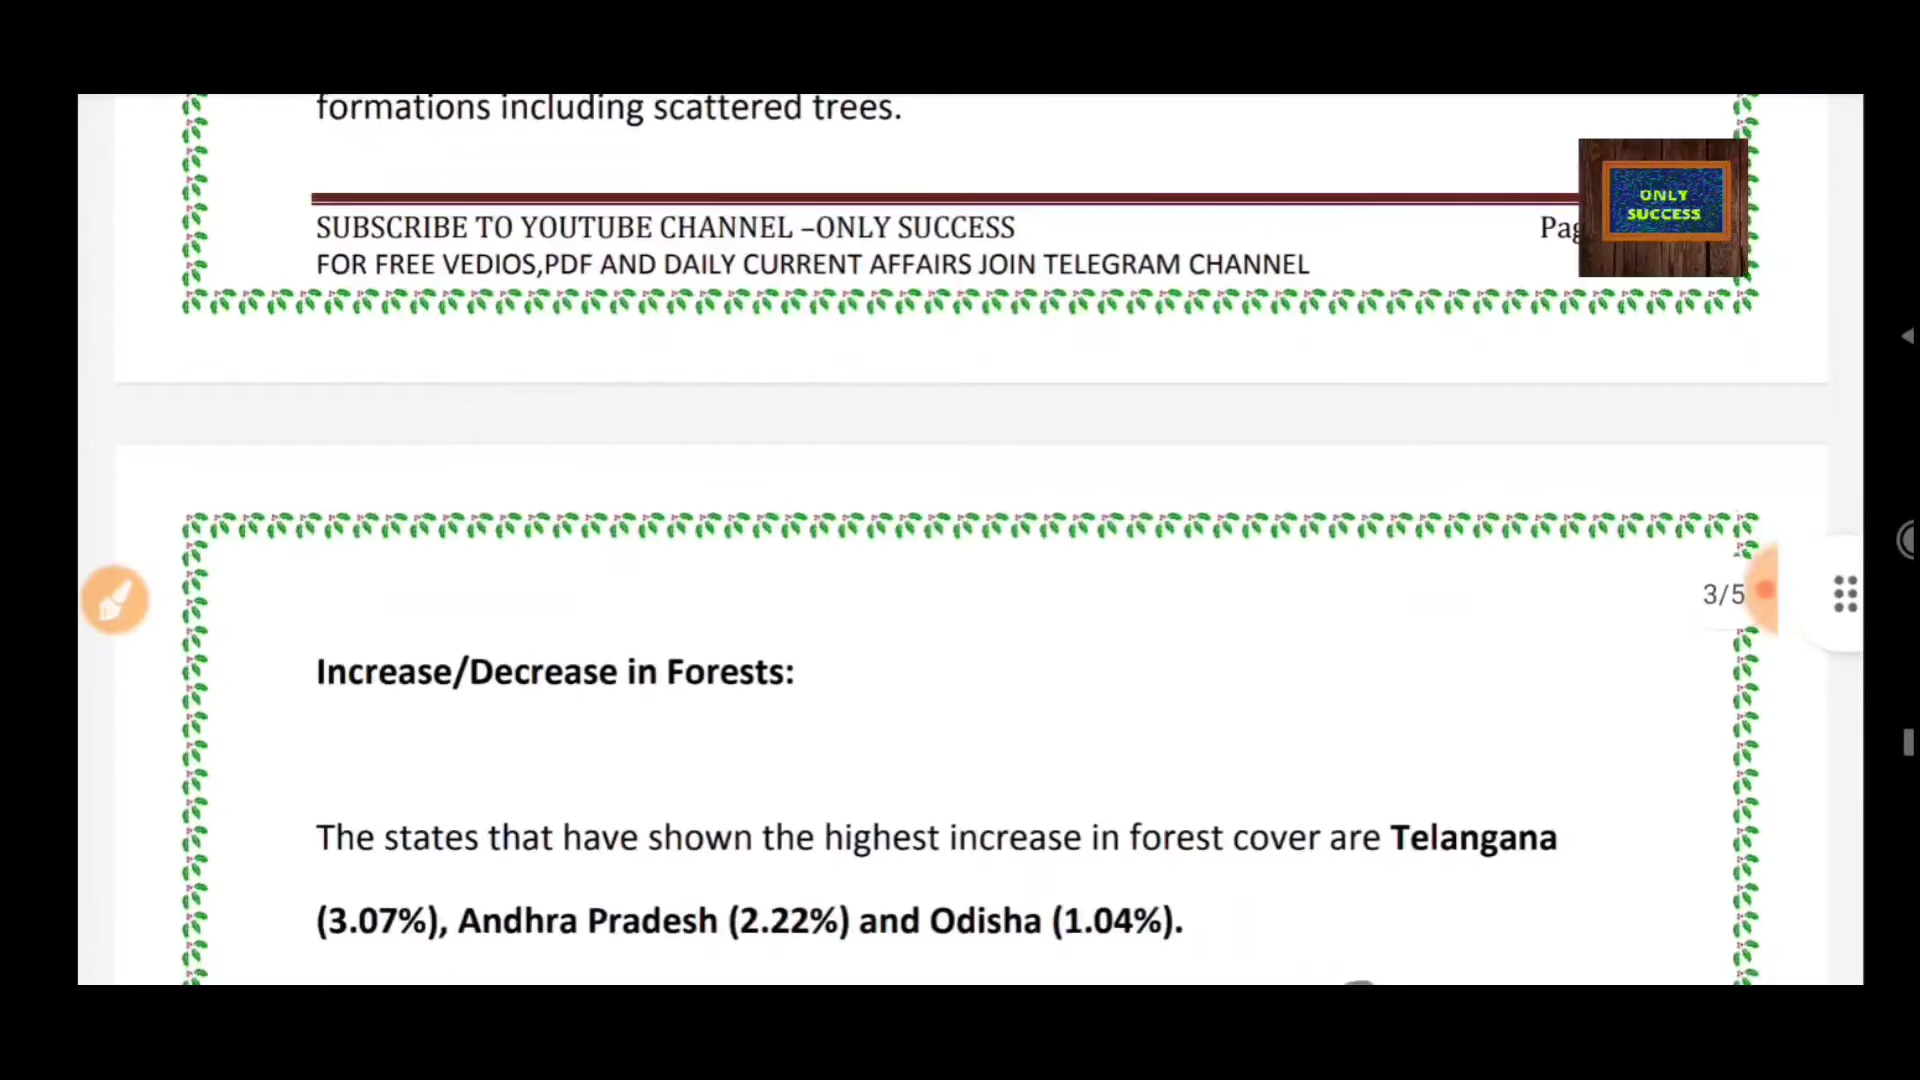 formations including scattered trees.
SUBSCRIBE TO YOUTUBE CHANNEL –ONLY SUCCESS
FOR FREE VEDIOS,PDF AND DAILY CURRENT AFFAIRS JOIN TELEGRAM CHANNEL
ONLY
SUCCESS
3/5
Increase/Decrease in Forests:
The states that have shown the highest increase in forest cover are Telangana
(3.07%), Andhra Pradesh (2.22%) and Odisha (1.04%).